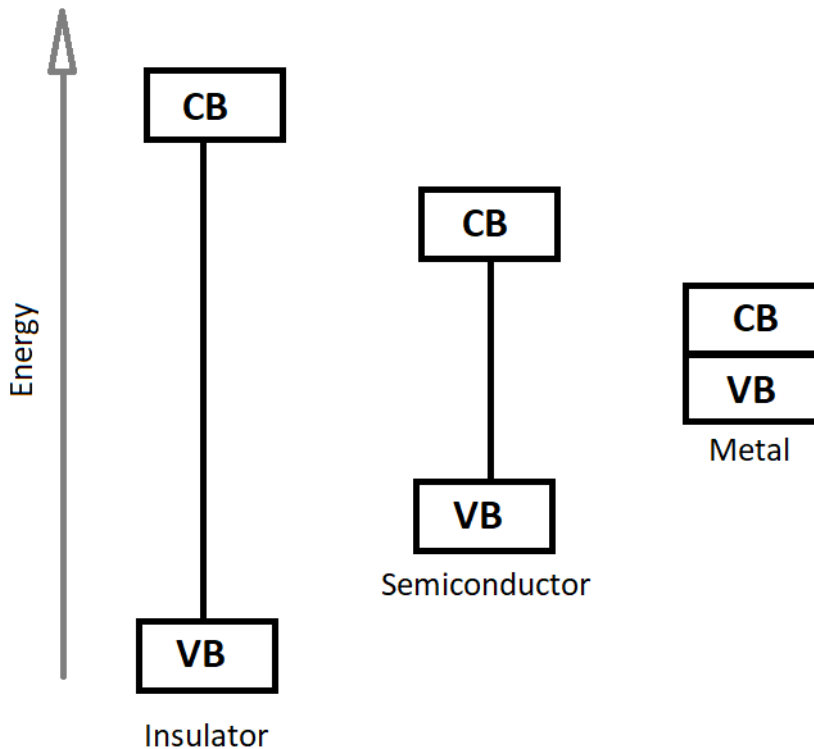 Energy
CB
VB
Insulator
CB
VB
Semiconductor
CB
VB
Metal